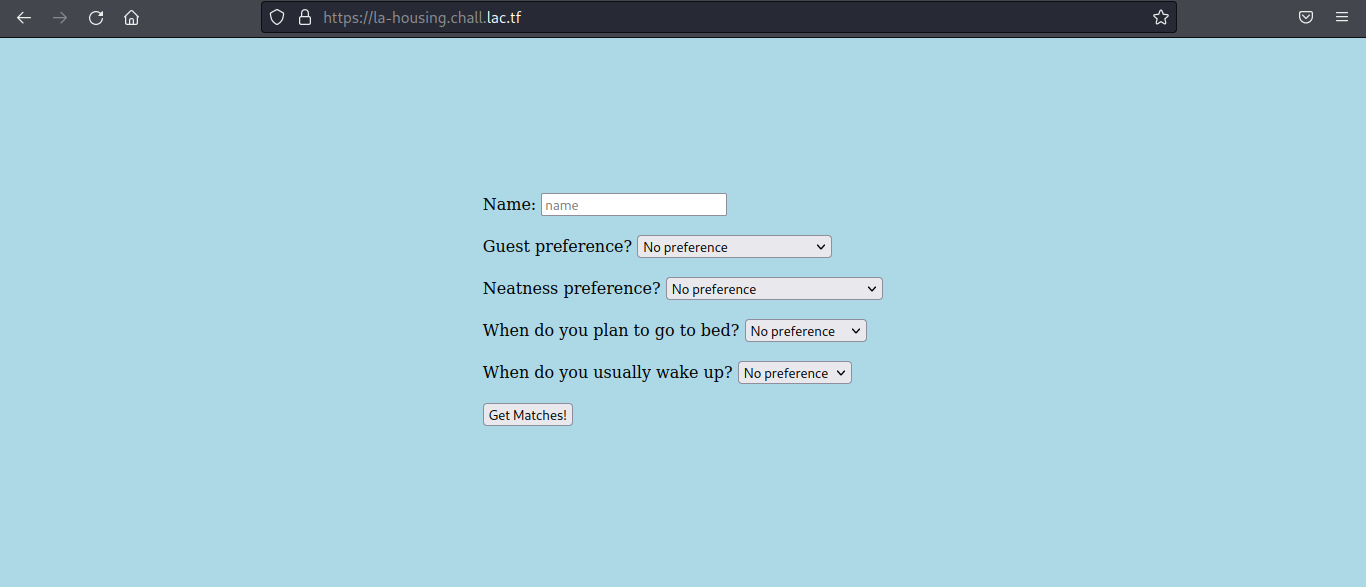 https://la-housing.chall.lac.tf
Name: name
Guest preference? No preference
Neatness preference? No preference
When do you plan to go to bed? No preference
When do you usually wake up? No preference
Get Matches!